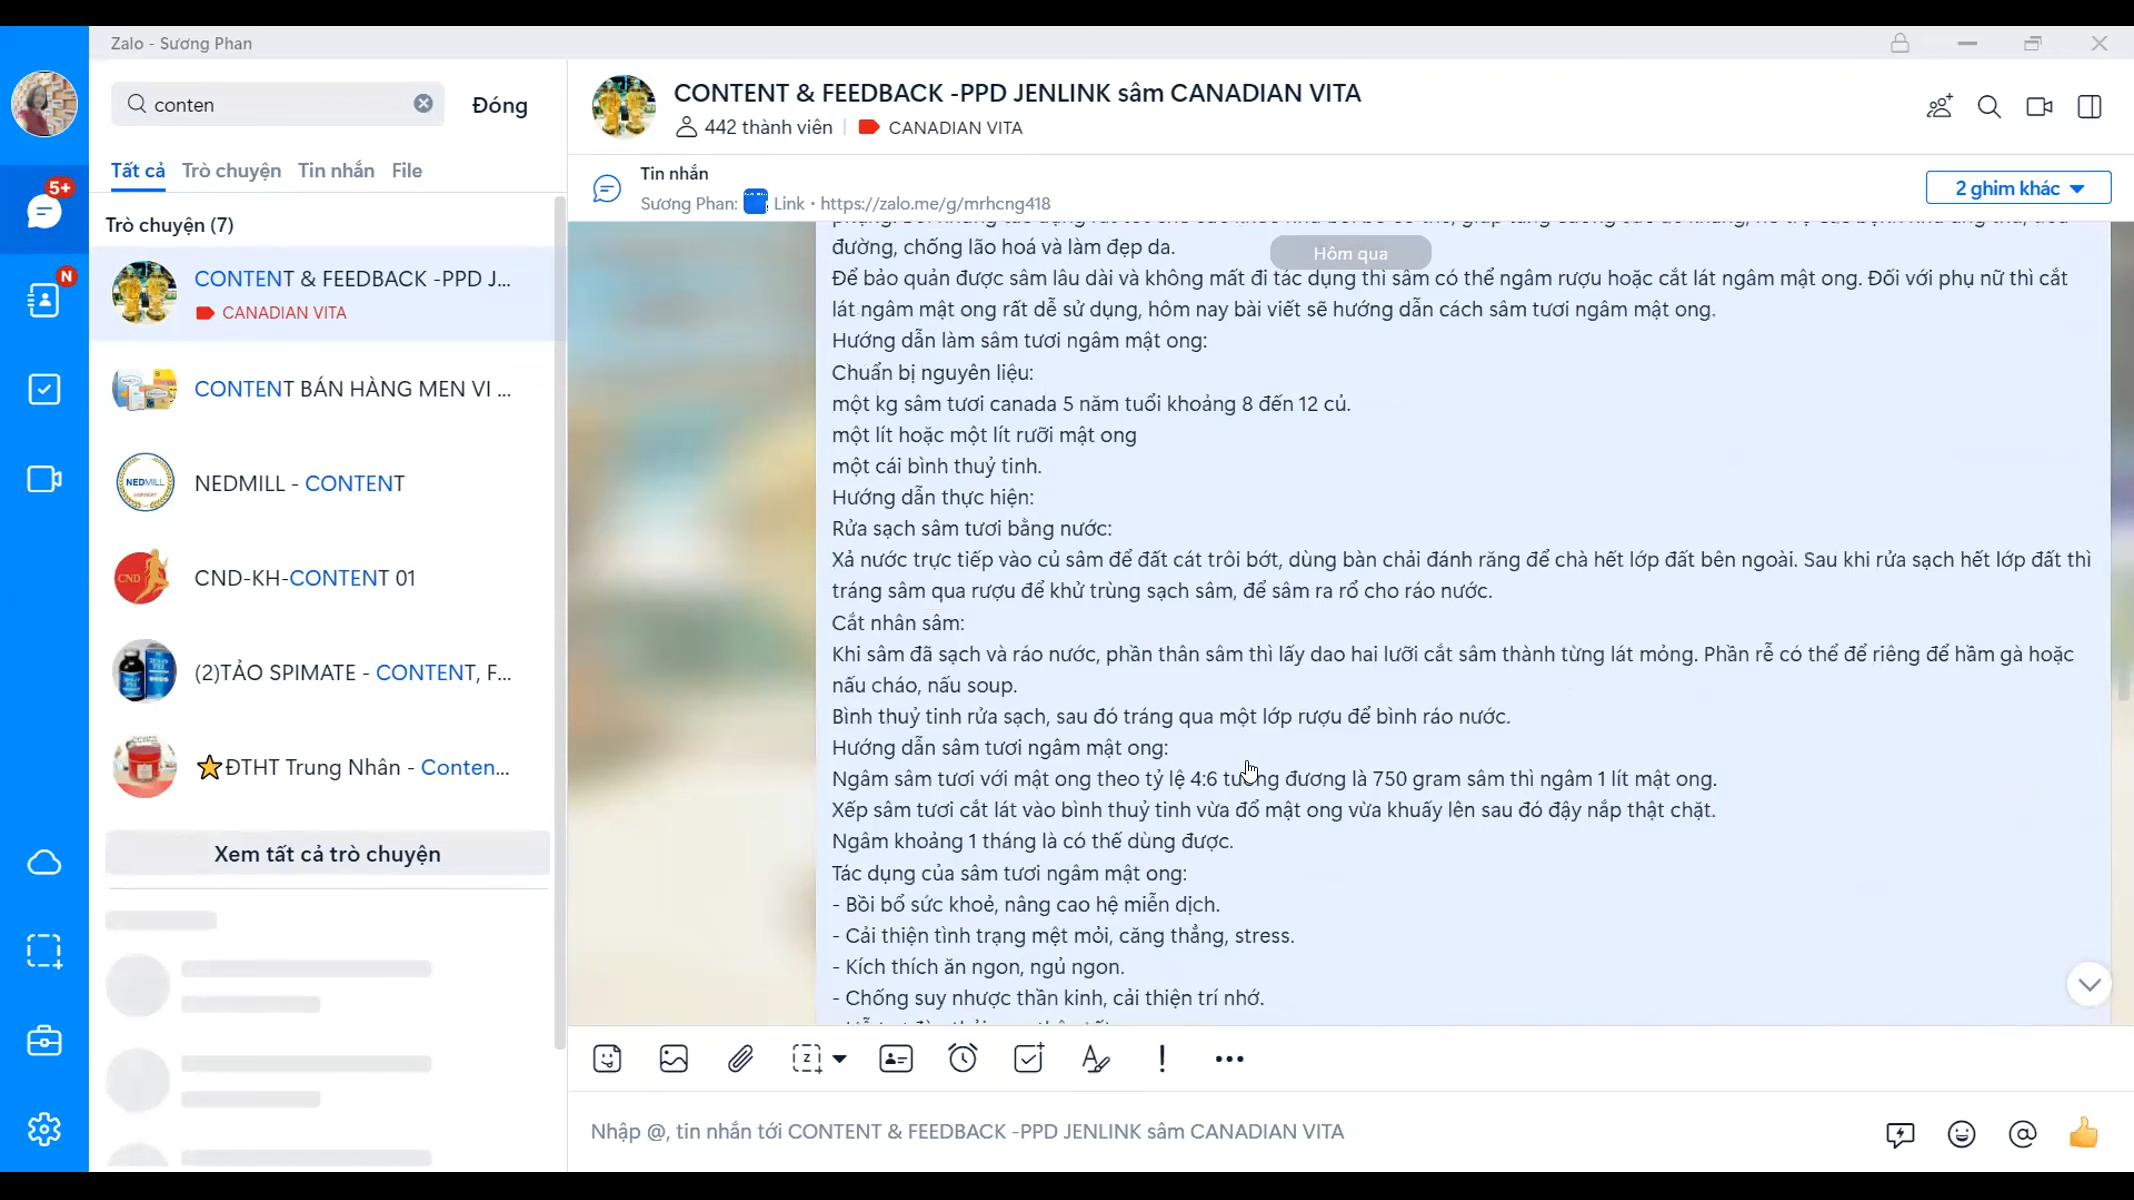 Zalo - Sương Phan
conten
Đóng
Tất cả Trò chuyện Tin nhắn File
Trò chuyện (7)
CONTENT & FEEDBACK -PPD J...
CANADIAN VITA
CONTENT BÁN HÀNG MEN VI ...
NEDMILL
NEDMILL - CONTENT
CND
CND-KH-CONTENT 01
(2)TẢO SPIMATE - CONTENT, F...
ĐTHT Trung Nhân - Conten...
Xem tất cả trò chuyện
5+
N
CONTENT & FEEDBACK -PPD JENLINK sâm CANADIAN VITA
442 thành viên
CANADIAN VITA
Tin nhắn
Sương Phan: Link • https://zalo.me/g/mrhcng418
2 ghim khác
Hôm qua
đường, chống lão hoá và làm đẹp da.
Để bảo quản được sâm lâu dài và không mất đi tác dụng thì sâm có thể ngâm rượu hoặc cắt lát ngâm mật ong. Đối với phụ nữ thì cắt
lát ngâm mật ong rất dễ sử dụng, hôm nay bài viết sẽ hướng dẫn cách sâm tươi ngâm mật ong.
Hướng dẫn làm sâm tươi ngâm mật ong:
Chuẩn bị nguyên liệu:
một kg sâm tươi canada 5 năm tuổi khoảng 8 đến 12 củ.
một lít hoặc một lít rưỡi mật ong
một cái bình thuỷ tinh.
Hướng dẫn thực hiện:
Rửa sạch sâm tươi bằng nước:
Xả nước trực tiếp vào củ sâm để đất cát trôi bớt, dùng bàn chải đánh răng để chà hết lớp đất bên ngoài. Sau khi rửa sạch hết lớp đất thì
tráng sâm qua rượu để khử trùng sạch sâm, để sâm ra rổ cho ráo nước.
Cắt nhân sâm:
Khi sâm đã sạch và ráo nước, phần thân sâm thì lấy dao hai lưỡi cắt sâm thành từng lát mỏng. Phần rễ có thể để riêng để hầm gà hoặc
nấu cháo, nấu soup.
Bình thuỷ tinh rửa sạch, sau đó tráng qua một lớp rượu để bình ráo nước.
Hướng dẫn sâm tươi ngâm mật ong:
Ngâm sâm tươi với mật ong theo tỷ lệ 4:6 tương đương là 750 gram sâm thì ngâm 1 lít mật ong.
Xếp sâm tươi cắt lát vào bình thuỷ tinh vừa đổ mật ong vừa khuấy lên sau đó đậy nắp thật chặt.
Ngâm khoảng 1 tháng là có thể dùng được.
Tác dụng của sâm tươi ngâm mật ong:
- Bồi bổ sức khoẻ, nâng cao hệ miễn dịch.
- Cải thiện tình trạng mệt mỏi, căng thẳng, stress.
- Kích thích ăn ngon, ngủ ngon.
- Chống suy nhược thần kinh, cải thiện trí nhớ.
Nhập @, tin nhắn tới CONTENT & FEEDBACK -PPD JENLINK sâm CANADIAN VITA